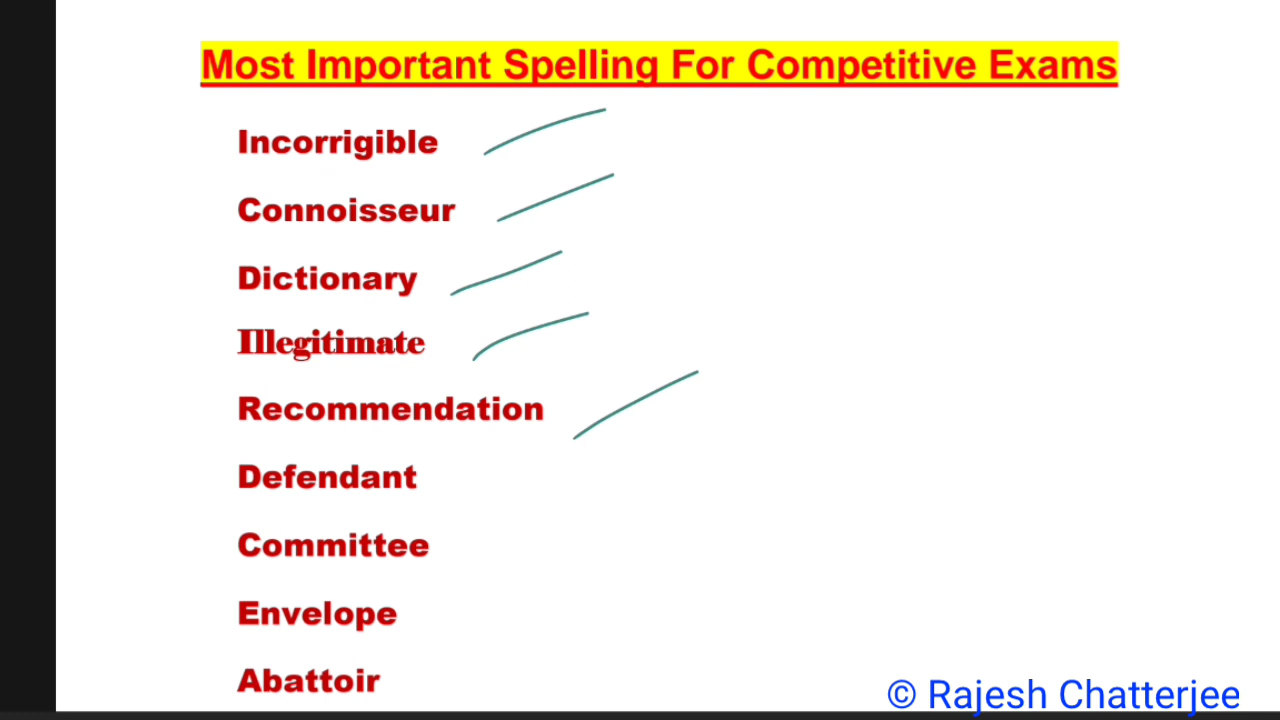 Most Important Spelling For Competitive Exams
Incorrigible
Connoisseur
Dictionary
Illegitimate
Recommendation
Defendant
Committee
Envelope
Abattoir
© Rajesh Chatterjee